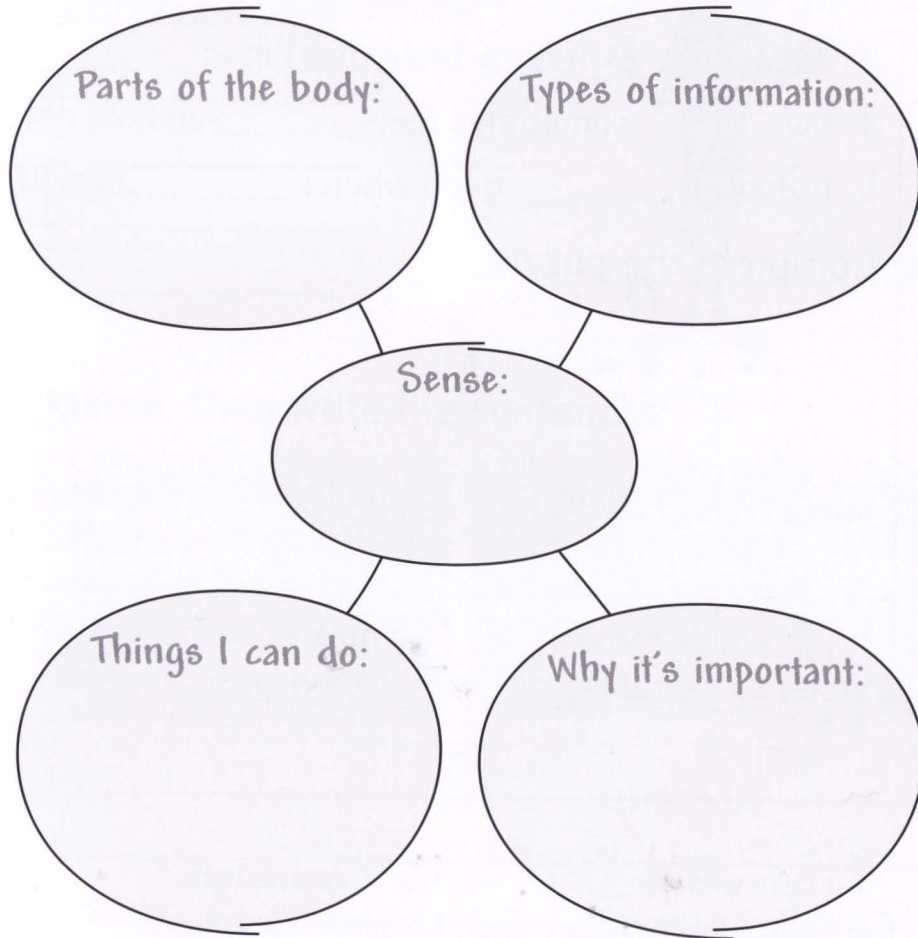 Parts of the body:
Types of information:
Sense:
Things I can do:
Why it's important: